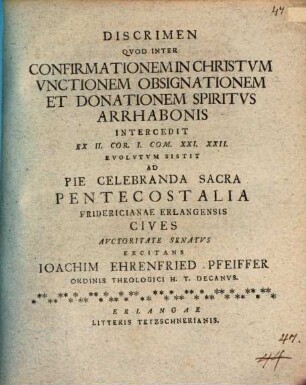 47
DISCRIMEN
QVOD INTER
CONFIRMATIONEM IN CHRISTVM
VNCTIONEM OBSIGNATIONEM
ET DONATIONEM SPIRITVS
ARRHABONIS
INTERCEDIT
EX II. COR. I. COM. XXI. XXII.
EVOLVTVM SISTIT
AD
PIE CELEBRANDA SACRA
PENTECOSTALIA
FRIDERICIANAE ERLANGENSIS
CIVES
AVCTORITATE SENATVS
EXCITANS
IOACHIM EHRENFRIED PFEIFFER
ORDINIS THEOLOGICI H. T. DECANVS.
ERLANGAE
LITTERIS TETZSCHNERIANIS.
47.
44